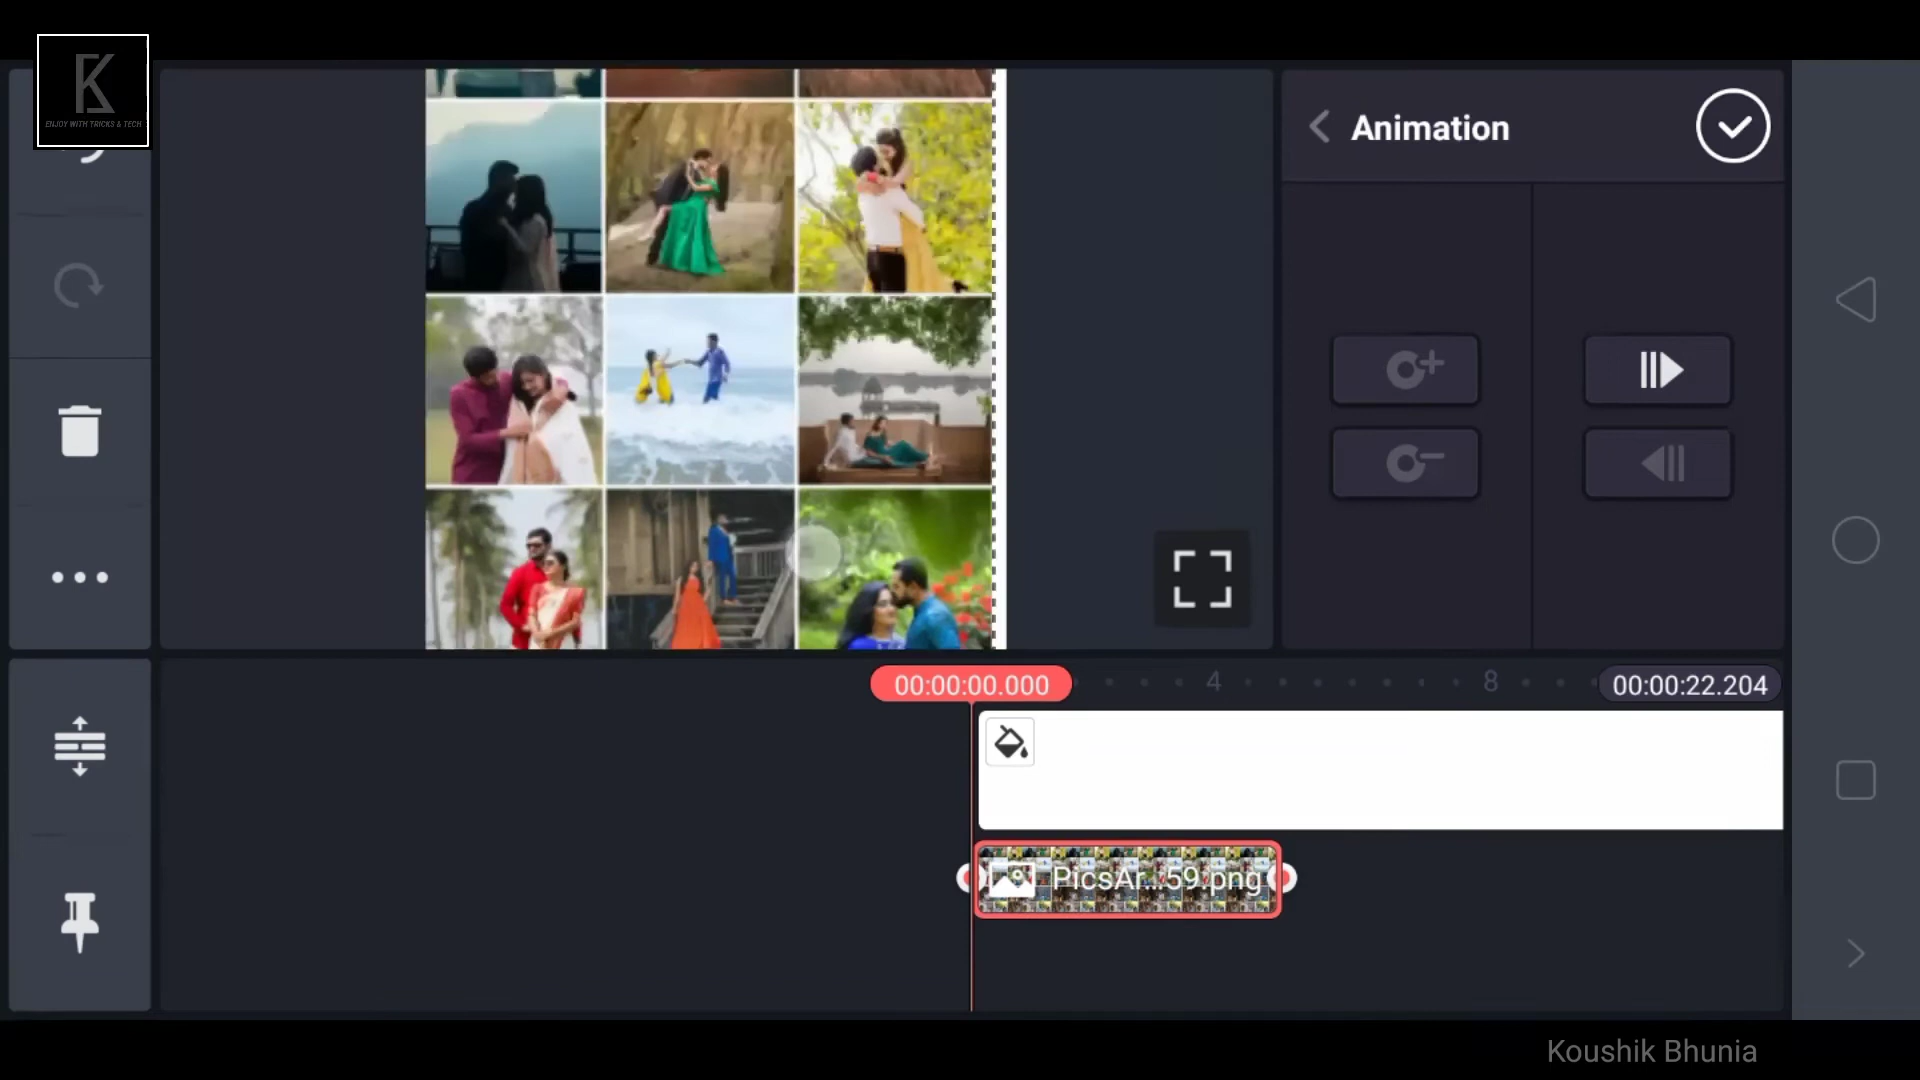 K
ENJOY WITH TRICKS & TECH
Animation
00:00:00.000
4
8
00:00:22.204
PicsAr..59.png
Koushik Bhunia